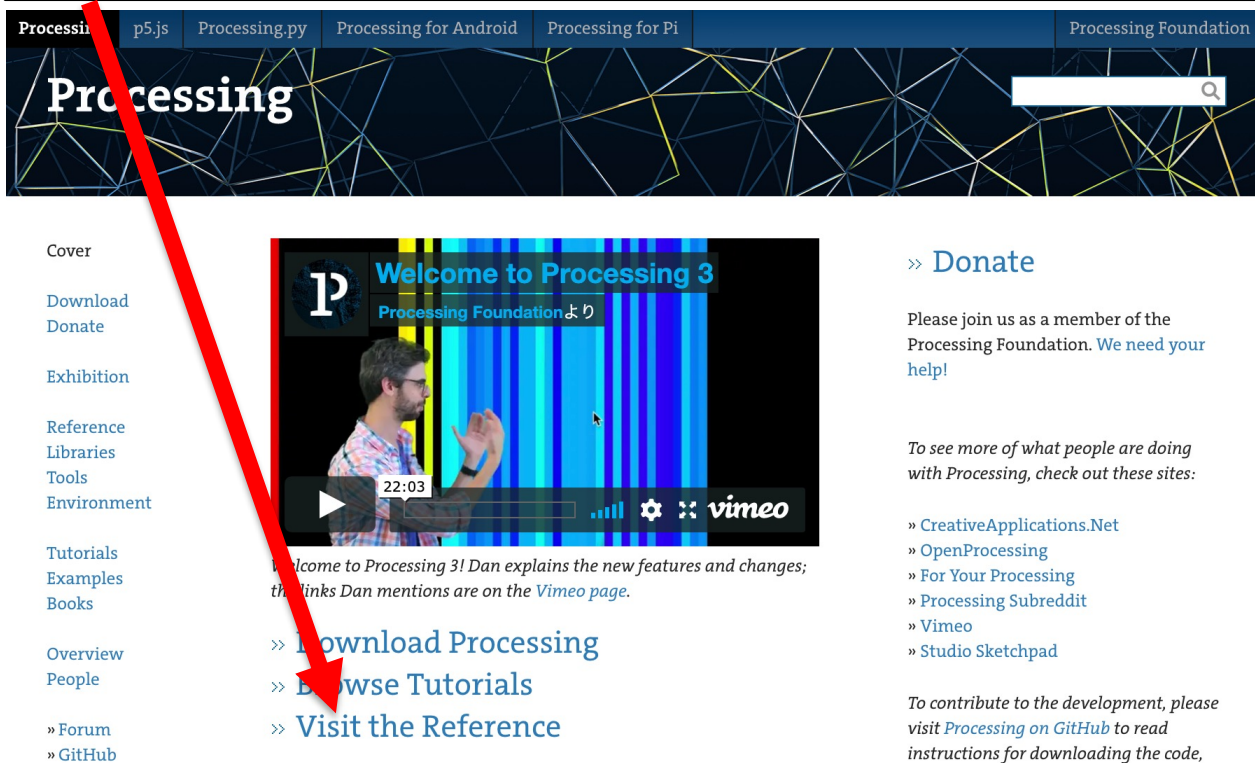 Processing p5.js Processing.py Processing for Android Processing for Pi Processing Foundation
Processing
Cover
Download
Donate
Exhibition
Reference
Libraries
Tools
Environment
Tutorials
Examples
Books
Overview
People
» Forum
» GitHub
Welcome to Processing 3
Processing Foundationより
22:03
vimeo
Welcome to Processing 3! Dan explains the new features and changes;
the links Dan mentions are on the Vimeo page.
» Download Processing
» Browse Tutorials
» Visit the Reference
» Donate
Please join us as a member of the
Processing Foundation. We need your
help!
To see more of what people are doing
with Processing, check out these sites:
» CreativeApplications.Net
» OpenProcessing
» For Your Processing
» Processing Subreddit
» Vimeo
» Studio Sketchpad
To contribute to the development, please
visit Processing on GitHub to read
instructions for downloading the code,